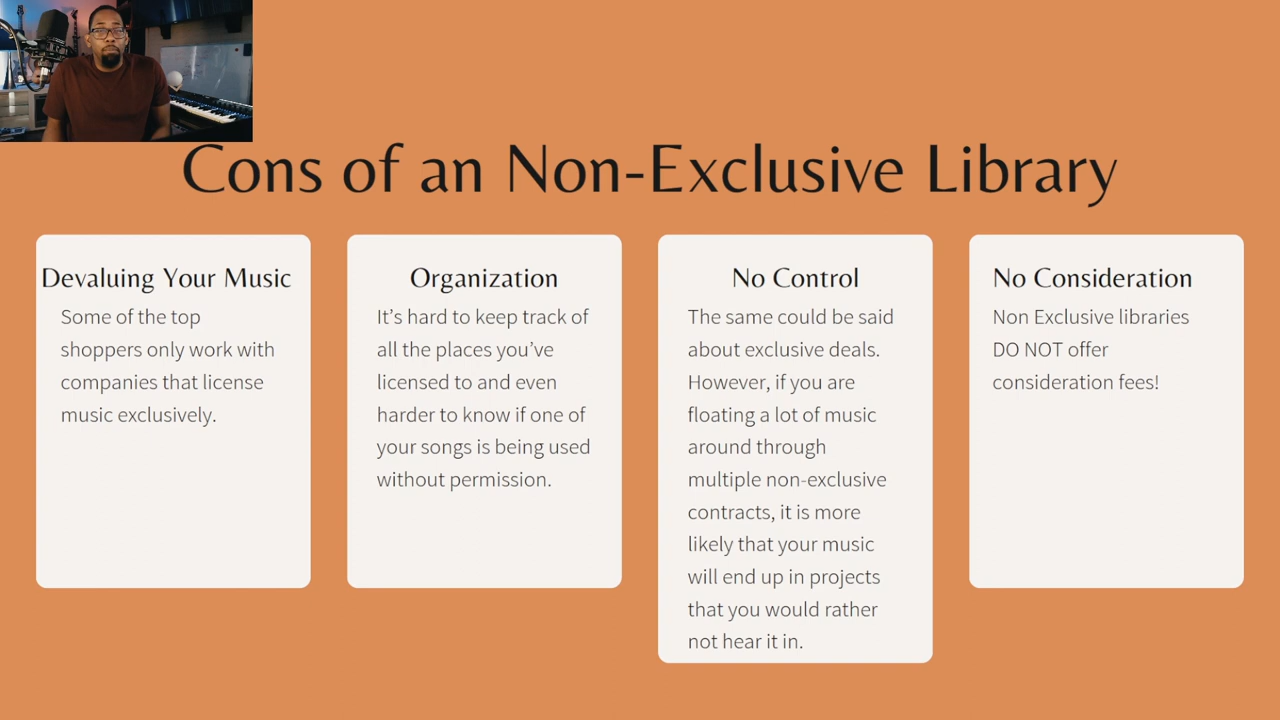 Cons of an Non-Exclusive Library
Devaluing Your Music
Some of the top
shoppers only work with
companies that license
music exclusively.
Organization
It's hard to keep track of
all the places you've
licensed to and even
harder to know if one of
your songs is being used
without permission.
No Control
The same could be said
about exclusive deals.
However, if you are
floating a lot of music
around through
multiple non-exclusive
contracts, it is more
likely that your music
will end up in projects
that you would rather
not hear it in.
No Consideration
Non Exclusive libraries
DO NOT offer
consideration fees!